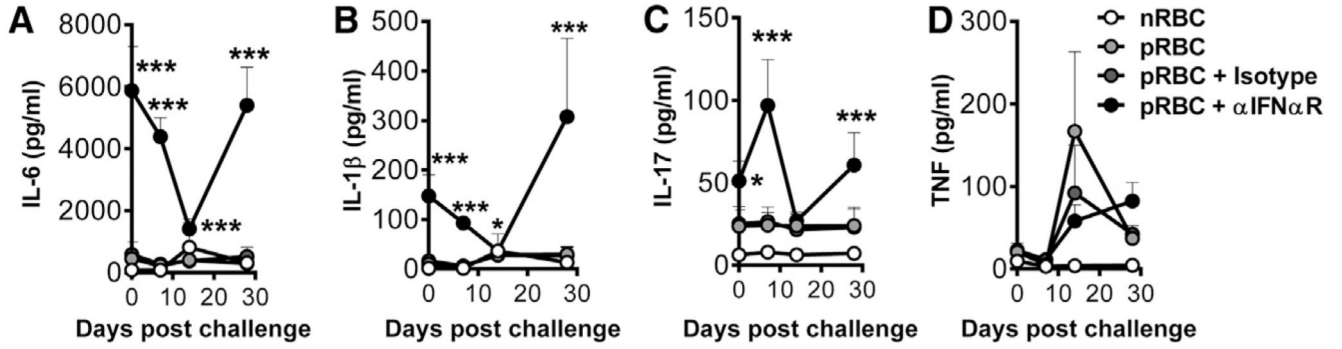 A
IL-6 (pg/ml)
8000
6000
4000
2000
0
***
***
***
***
0 10 20 30
Days post challenge
B
IL-1β (pg/ml)
500
400
300
200
100
0
***
***
***
*
0 10 20 30
Days post challenge
C
IL-17 (pg/ml)
150
100
50
0
***
***
*
0 10 20 30
Days post challenge
D
TNF (pg/ml)
300
200
100
0
0 10 20 30
Days post challenge
nRBC
pRBC
pRBC + Isotype
pRBC + αIFNαR